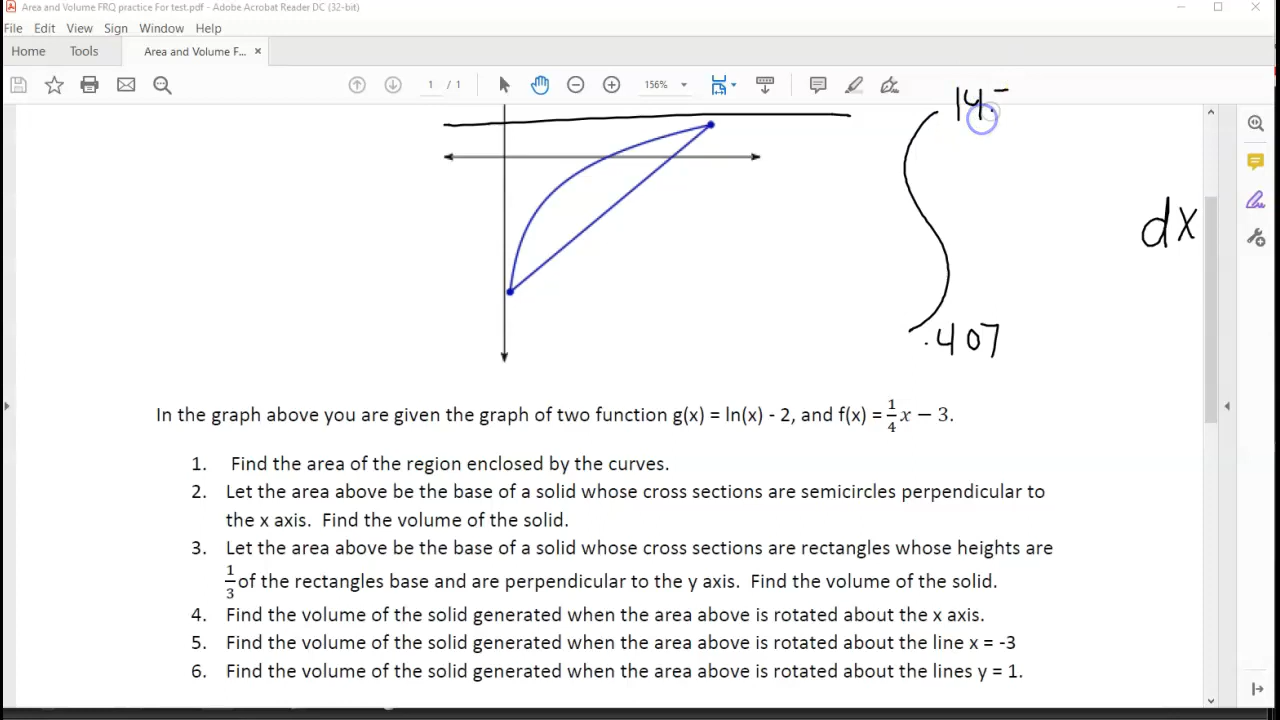 Area and Volume FRQ practice For test.pdf - Adobe Acrobat Reader DC (32-bit)
File Edit View Sign Window Help
Home Tools Area and Volume F... ×
1 / 1 156%
14.
dx
.407
In the graph above you are given the graph of two function g(x) = ln(x) - 2, and f(x) = 1/4 x − 3.
1. Find the area of the region enclosed by the curves.
2. Let the area above be the base of a solid whose cross sections are semicircles perpendicular to
the x axis. Find the volume of the solid.
3. Let the area above be the base of a solid whose cross sections are rectangles whose heights are
1/3 of the rectangles base and are perpendicular to the y axis. Find the volume of the solid.
4. Find the volume of the solid generated when the area above is rotated about the x axis.
5. Find the volume of the solid generated when the area above is rotated about the line x = -3
6. Find the volume of the solid generated when the area above is rotated about the lines y = 1.